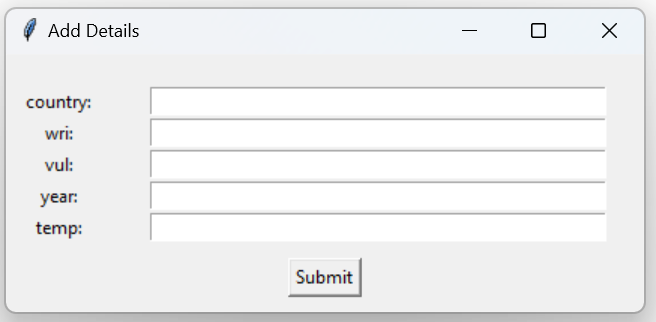 Add Details
country:
wri:
vul:
year:
temp:
Submit